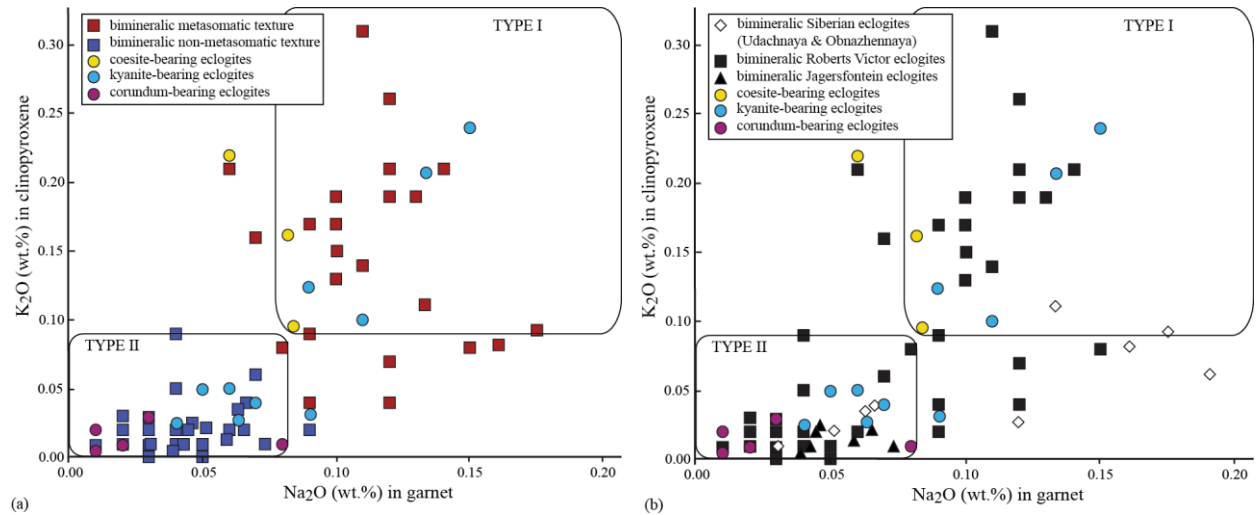 bimineralic metasomatic texture
bimineralic non-metasomatic texture
coesite-bearing eclogites
kyanite-bearing eclogites
corundum-bearing eclogites
TYPE I
TYPE II
0.30
0.25
0.20
0.15
0.10
0.05
0.00
K₂O (wt.%) in clinopyroxene
0.00
0.05
0.10
0.15
0.20
Na₂O (wt.%) in garnet
(a)
bimineralic Siberian eclogites
(Udachnaya & Obnazhennaya)
bimineralic Roberts Victor eclogites
bimineralic Jagersfontein eclogites
coesite-bearing eclogites
kyanite-bearing eclogites
corundum-bearing eclogites
TYPE I
TYPE II
0.30
0.25
0.20
0.15
0.10
0.05
0.00
K₂O (wt.%) in clinopyroxene
0.00
0.05
0.10
0.15
0.20
Na₂O (wt.%) in garnet
(b)